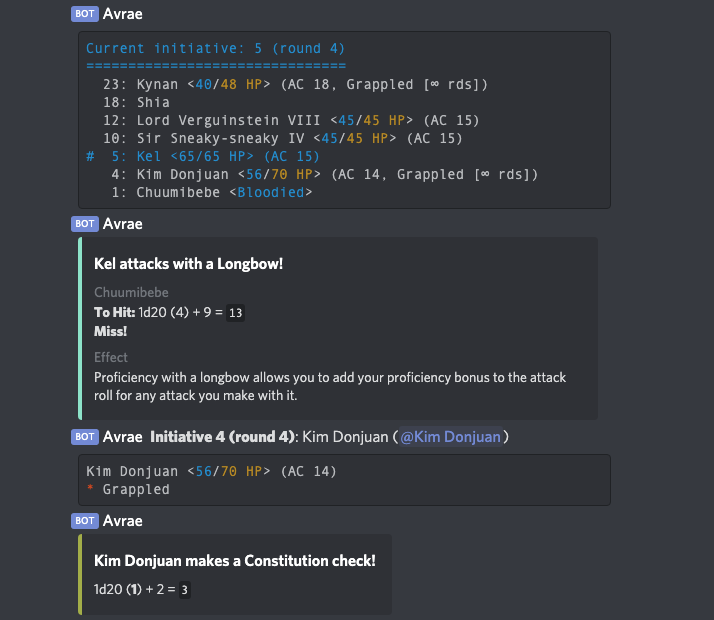 BOT Avrae
Current initiative: 5 (round 4)
===============================
23: Kynan <40/48 HP> (AC 18, Grappled [∞ rds])
18: Shia
12: Lord Verguinstein VIII <45/45 HP> (AC 15)
10: Sir Sneaky-sneaky IV <45/45 HP> (AC 15)
# 5: Kel <65/65 HP> (AC 15)
4: Kim Donjuan <56/70 HP> (AC 14, Grappled [∞ rds])
1: Chuumibebe <Bloodied>
BOT Avrae
Kel attacks with a Longbow!
Chuumibebe
To Hit: 1d20 (4) + 9 = 13
Miss!
Effect
Proficiency with a longbow allows you to add your proficiency bonus to the attack
roll for any attack you make with it.
BOT Avrae Initiative 4 (round 4): Kim Donjuan (@Kim Donjuan)
Kim Donjuan <56/70 HP> (AC 14)
* Grappled
BOT Avrae
Kim Donjuan makes a Constitution check!
1d20 (1) + 2 = 3